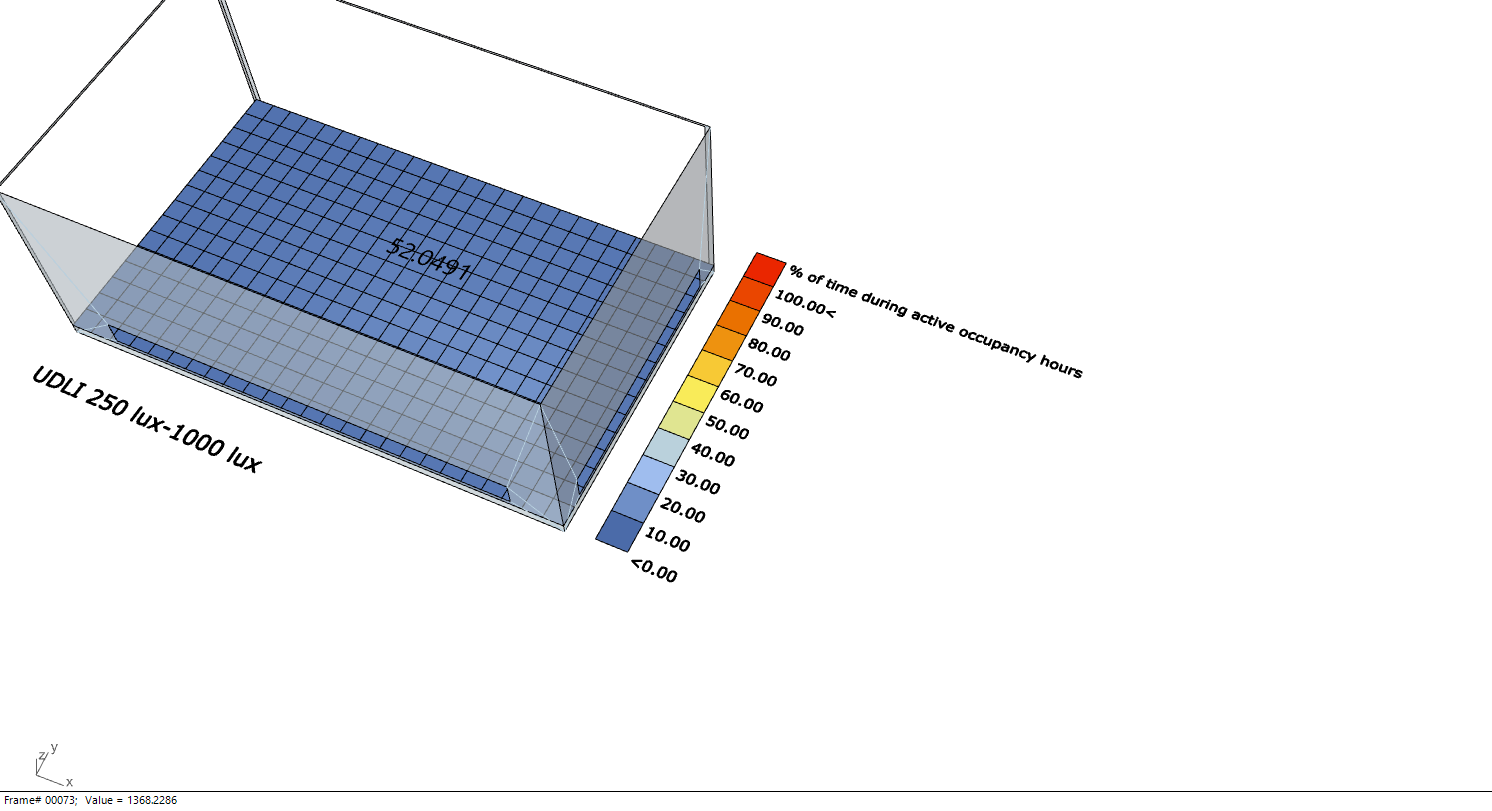 52.0491
% of time during active occupancy hours
100.00<
90.00
80.00
70.00
60.00
50.00
40.00
30.00
20.00
10.00
<0.00
UDLI 250 lux-1000 lux
z y
x
Frame# 00073;  Value = 1368.2286